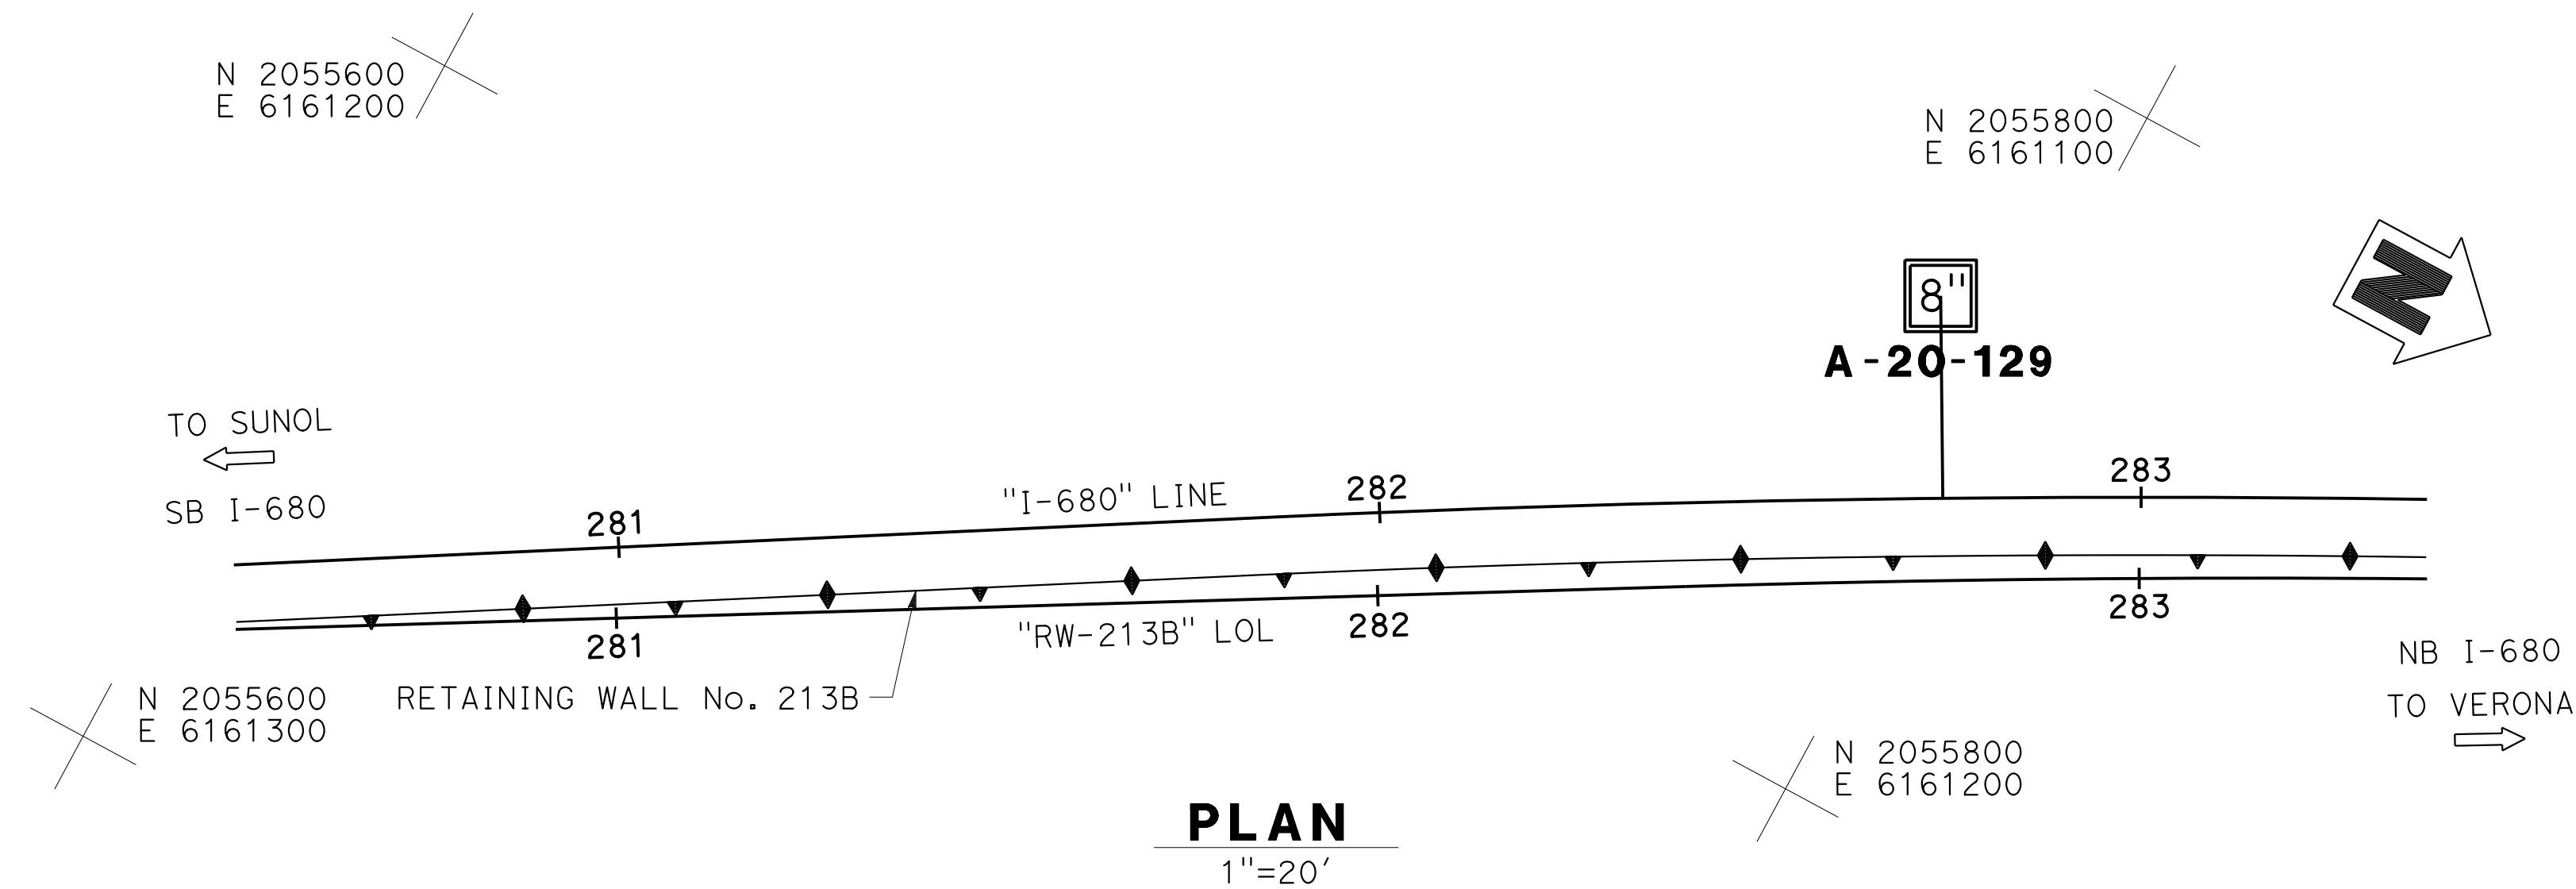 N 2055600
E 6161200
N 2055800
E 6161100
N
8"
A-20-129
TO SUNOL
SB I-680
281
"I-680" LINE
282
283
281
"RW-213B" LOL
282
283
NB I-680
TO VERONA
N 2055600
E 6161300
RETAINING WALL No. 213B
N 2055800
E 6161200
PLAN
1"=20'